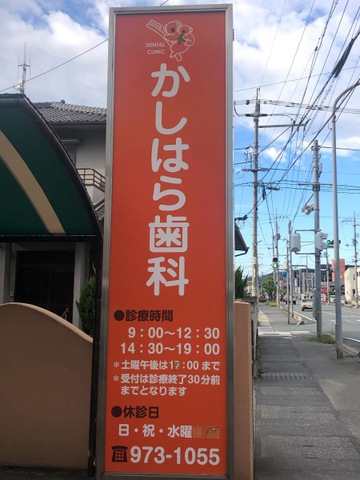 DENTAL
CLINIC
かしはら歯科
●診療時間
9:00〜12:30
14:30〜19:00
＊土曜午後は17:00まで
＊受付は診療終了30分前
までとなります
●休診日
日・祝・水曜
☎973-1055